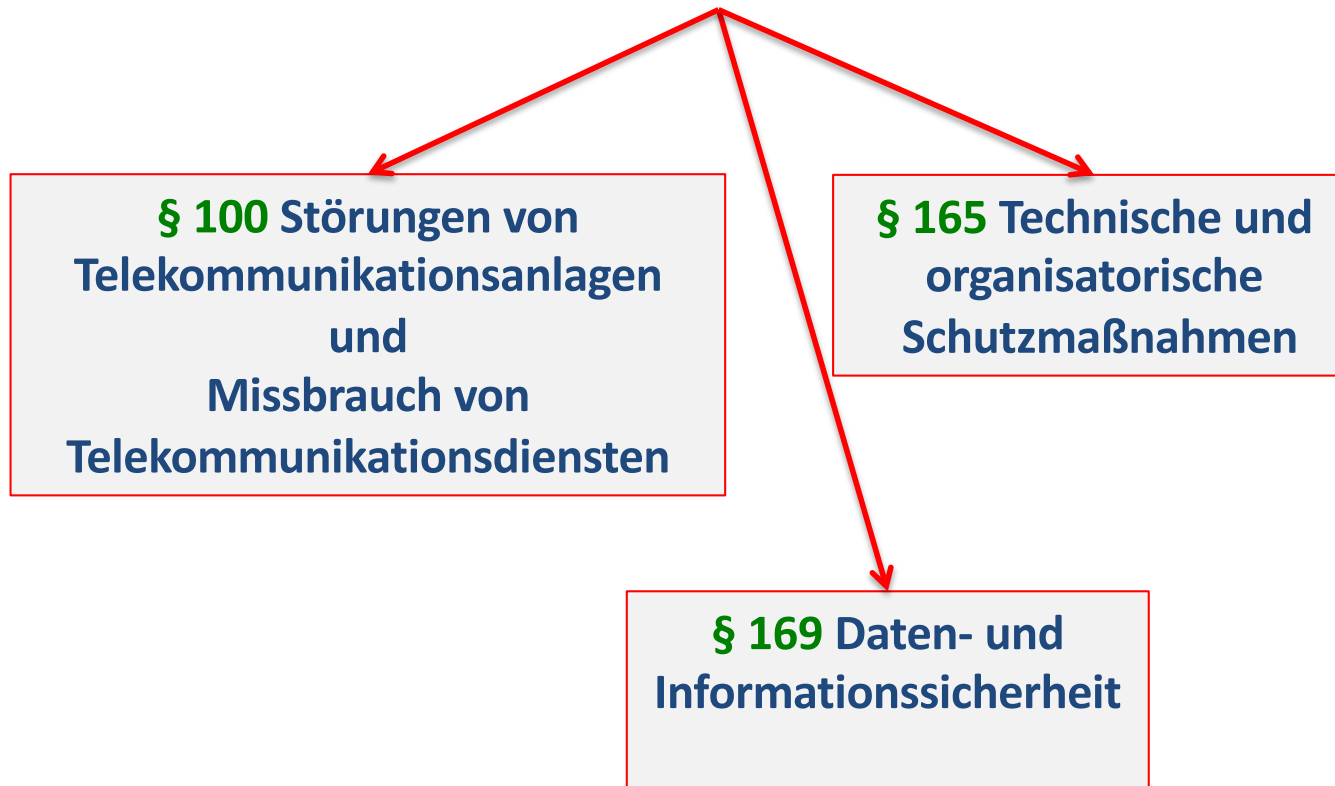 § 100 Störungen von
Telekommunikationsanlagen
und
Missbrauch von
Telekommunikationsdiensten
§ 165 Technische und
organisatorische
Schutzmaßnahmen
§ 169 Daten- und
Informationssicherheit